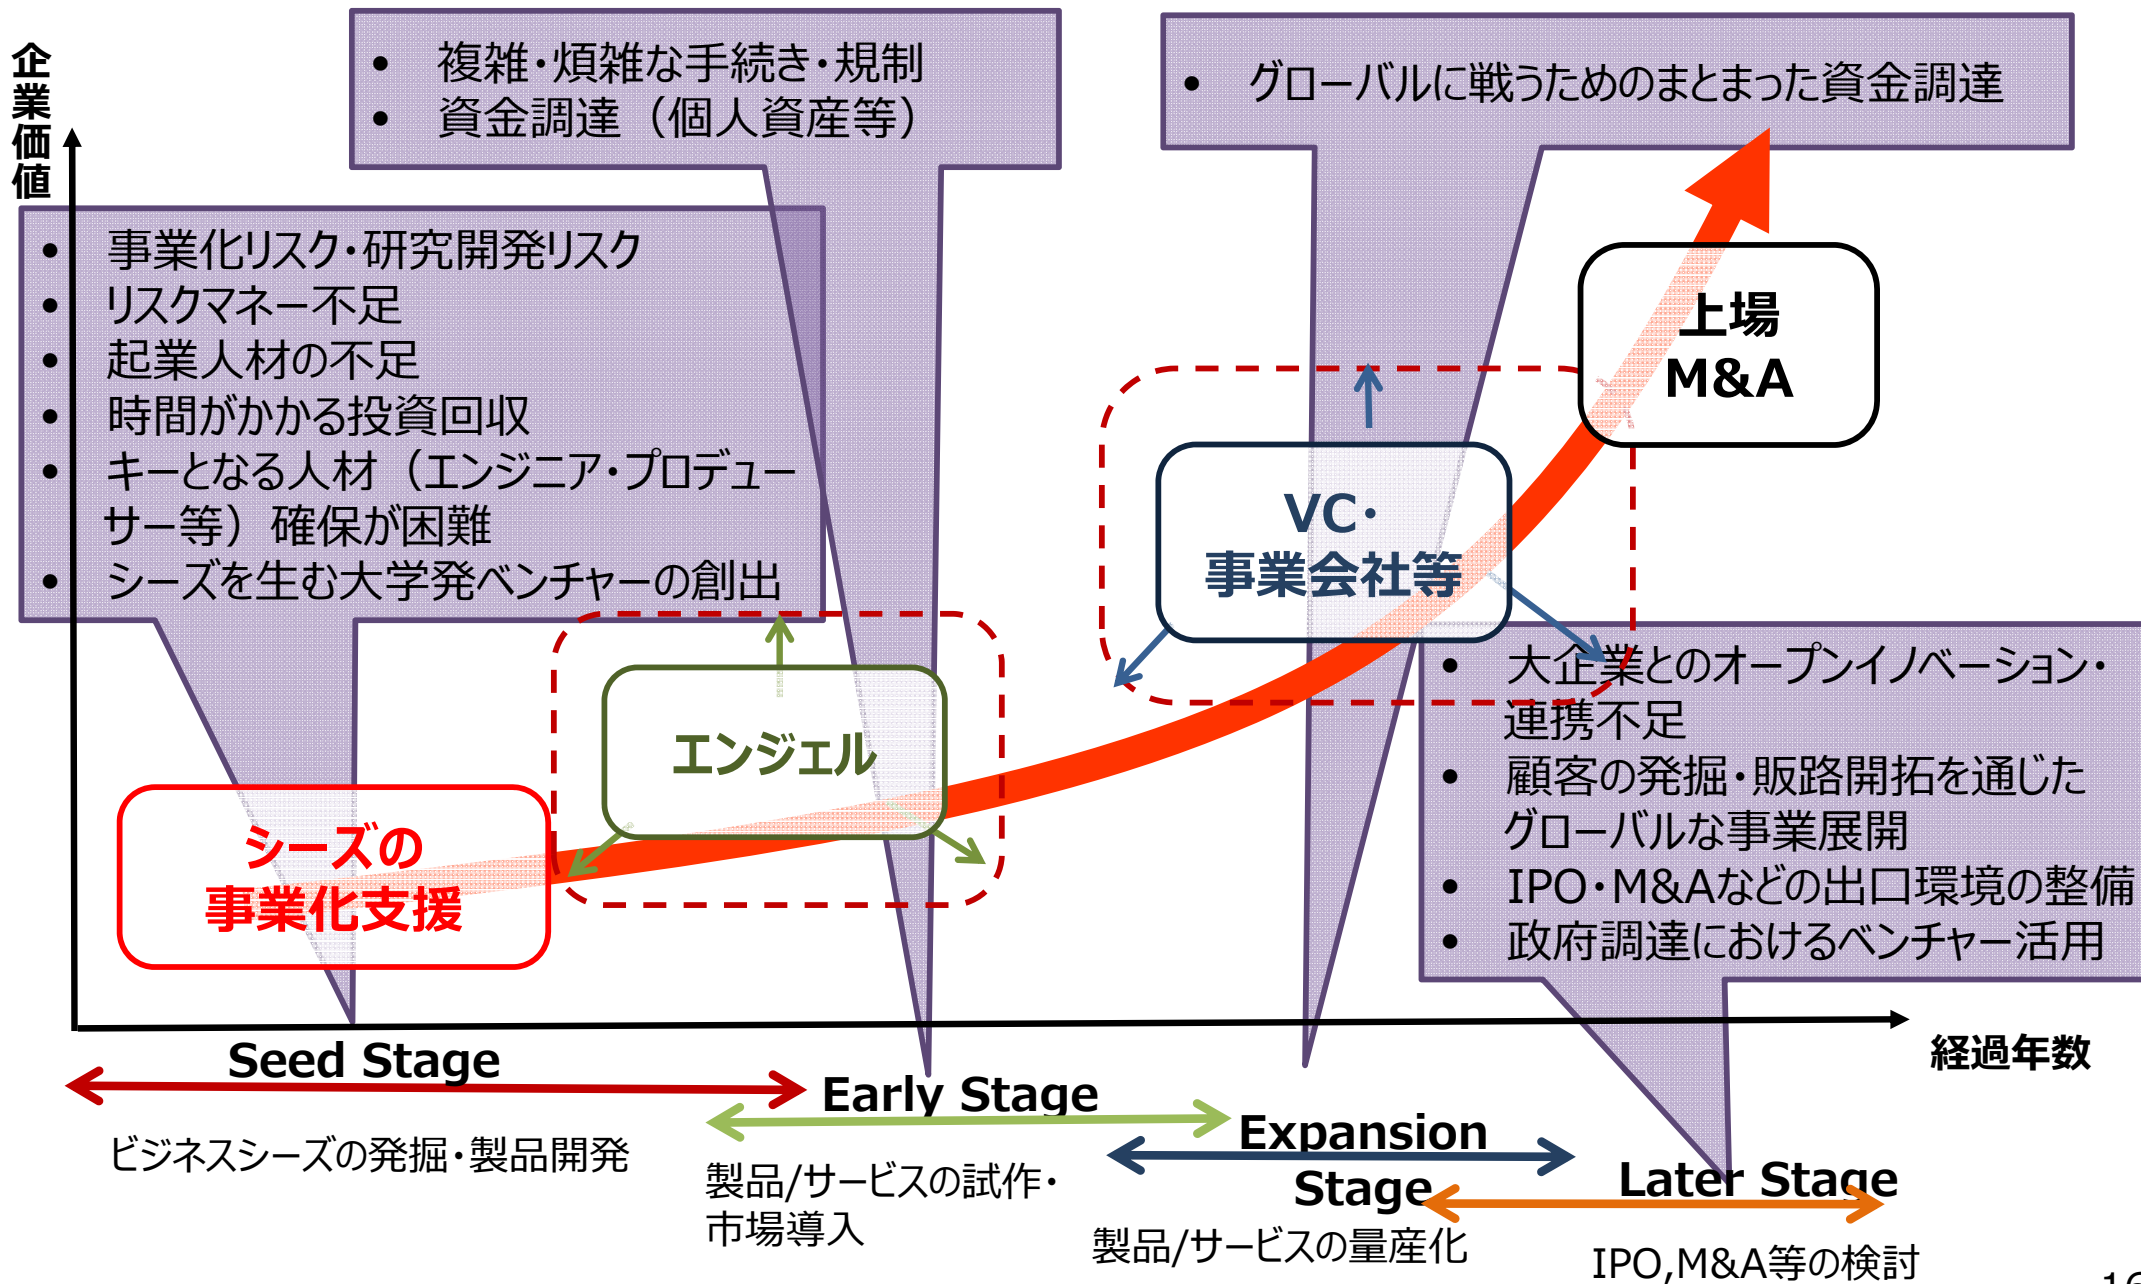 企業価値
• 複雑・煩雑な手続き・規制
• 資金調達（個人資産等）
• グローバルに戦うためのまとまった資金調達
• 事業化リスク・研究開発リスク
• リスクマネー不足
• 起業人材の不足
• 時間がかかる投資回収
• キーとなる人材（エンジニア・プロデュー
サー等）確保が困難
• シーズを生む大学発ベンチャーの創出
上場
M&A
VC・
事業会社等
エンジェル
シーズの
事業化支援
• 大企業とのオープンイノベーション・
連携不足
• 顧客の発掘・販路開拓を通じた
グローバルな事業展開
• IPO・M&Aなどの出口環境の整備
• 政府調達におけるベンチャー活用
経過年数
Seed Stage
ビジネスシーズの発掘・製品開発
Early Stage
製品/サービスの試作・
市場導入
Expansion
Stage
製品/サービスの量産化
Later Stage
IPO,M&A等の検討